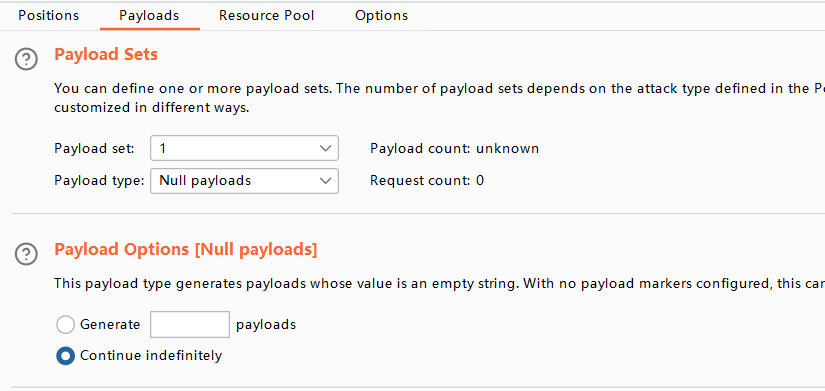 Positions Payloads Resource Pool Options
Payload Sets
You can define one or more payload sets. The number of payload sets depends on the attack type defined in the
customized in different ways.
Payload set: 1 Payload count: unknown
Payload type: Null payloads Request count: 0
Payload Options [Null payloads]
This payload type generates payloads whose value is an empty string. With no payload markers configured, this can
Generate payloads
Continue indefinitely